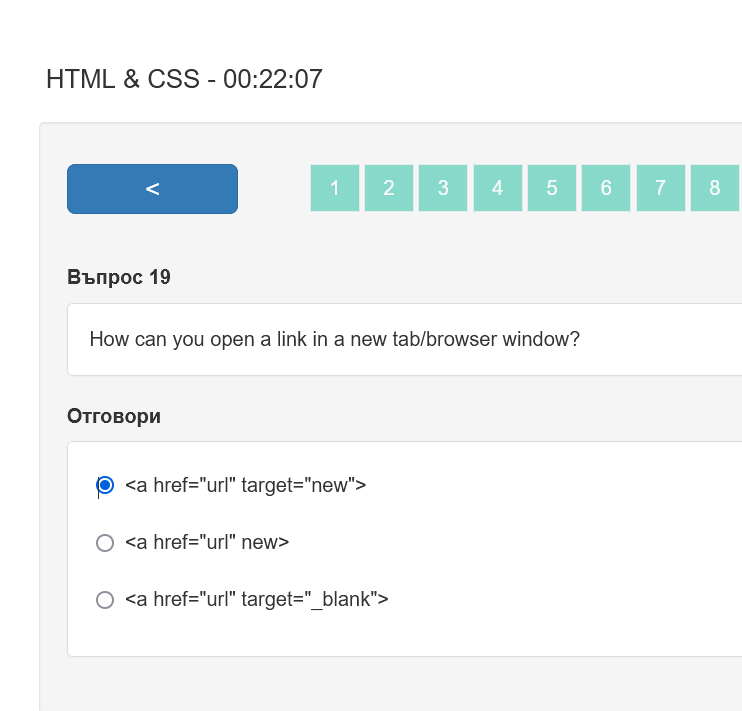 HTML & CSS - 00:22:07
< 1 2 3 4 5 6 7 8
Въпрос 19
How can you open a link in a new tab/browser window?
Отговори
<a href="url" target="new">
<a href="url" new>
<a href="url" target="_blank">